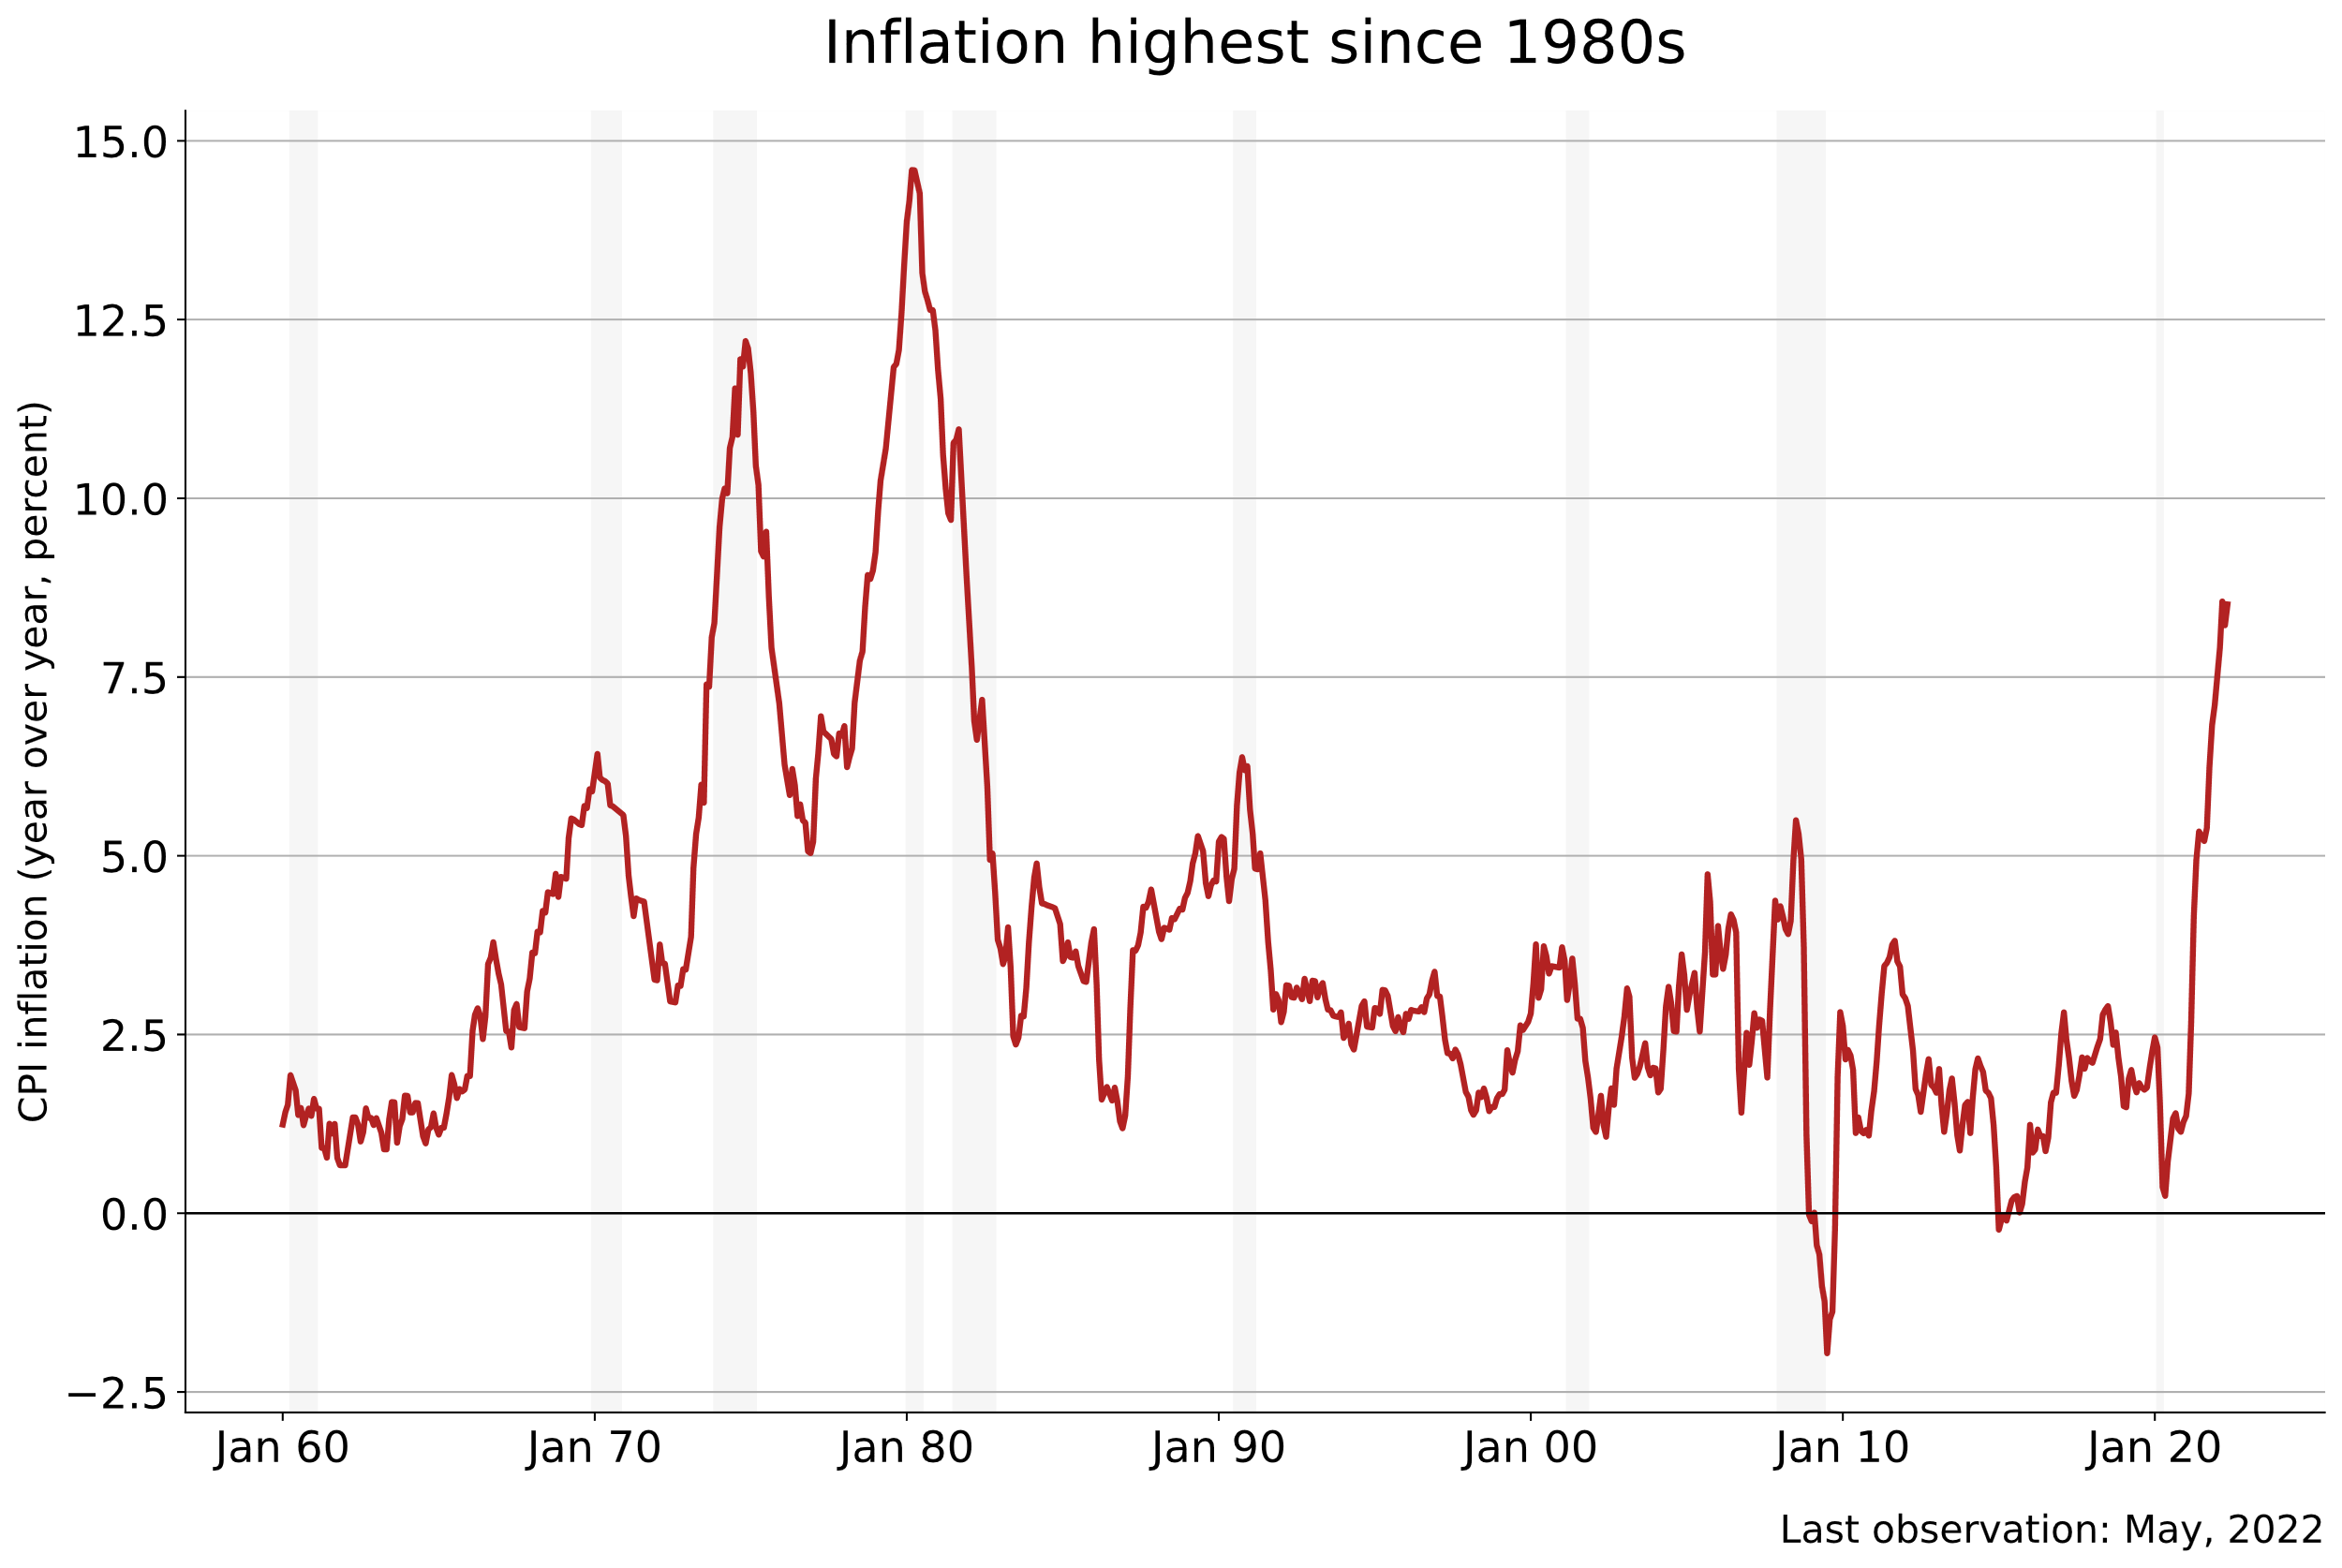 Inflation highest since 1980s
CPI inflation (year over year, percent)
15.0
12.5
10.0
7.5
5.0
2.5
0.0
−2.5
Jan 60
Jan 70
Jan 80
Jan 90
Jan 00
Jan 10
Jan 20
Last observation: May, 2022